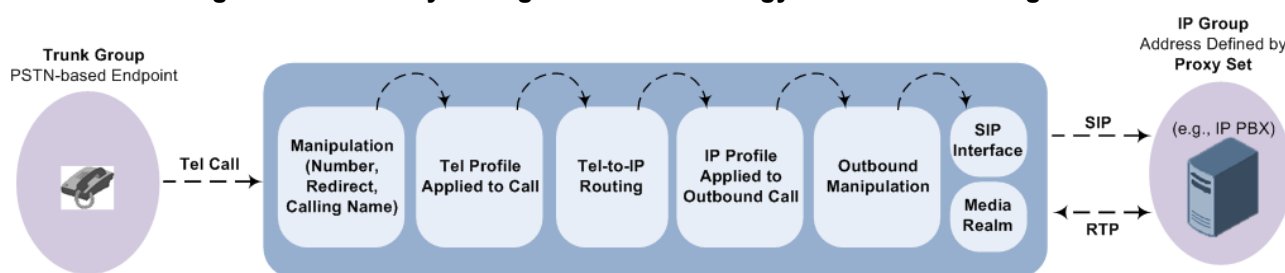 Trunk Group
PSTN-based Endpoint
Tel Call
Manipulation
(Number,
Redirect,
Calling Name)
Tel Profile
Applied to Call
Tel-to-IP
Routing
IP Profile
Applied to
Outbound Call
Outbound
Manipulation
SIP
Interface
Media
Realm
SIP
RTP
IP Group
Address Defined by
Proxy Set
(e.g., IP PBX)